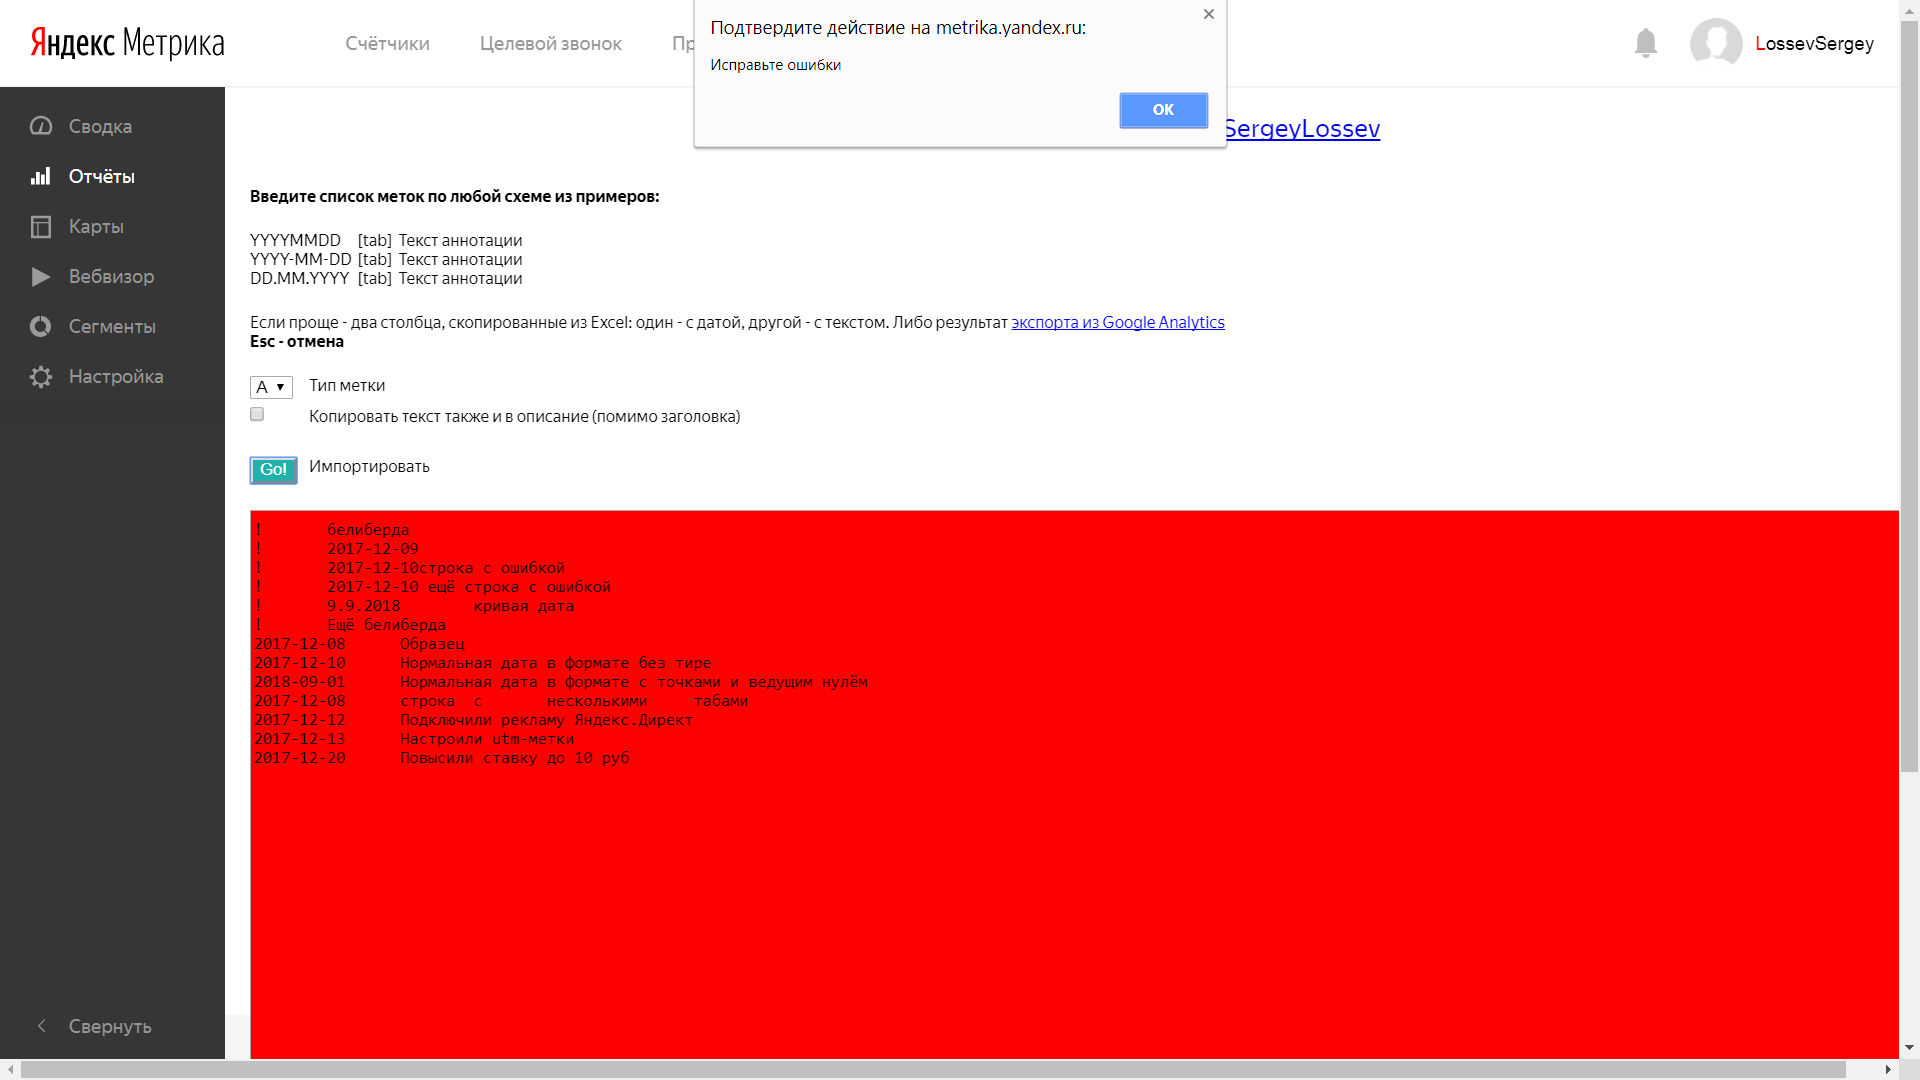 Яндекс Метрика
Счётчики
Целевой звонок
Пр
Подтвердите действие на metrika.yandex.ru:
Исправьте ошибки
ОК
LossevSergey
SergeyLossev
Сводка
Отчёты
Карты
Вебвизор
Сегменты
Настройка
Свернуть
Введите список меток по любой схеме из примеров:
YYYYMMDD [tab] Текст аннотации
YYYY-MM-DD [tab] Текст аннотации
DD.MM.YYYY [tab] Текст аннотации
Если проще - два столбца, скопированные из Excel: один - с датой, другой - с текстом. Либо результат экспорта из Google Analytics
Esc - отмена
A ▼ Тип метки
Копировать текст также и в описание (помимо заголовка)
Go! Импортировать
! белиберда
! 2017-12-09
! 2017-12-10строка с ошибкой
! 2017-12-10 ещё строка с ошибкой
! 9.9.2018 кривая дата
! Ещё белиберда
2017-12-08 Образец
2017-12-10 Нормальная дата в формате без тире
2018-09-01 Нормальная дата в формате с точками и ведущим нулём
2017-12-08 строка с несколькими табами
2017-12-12 Подключили рекламу Яндекс.Директ
2017-12-13 Настроили utm-метки
2017-12-20 Повысили ставку до 10 руб